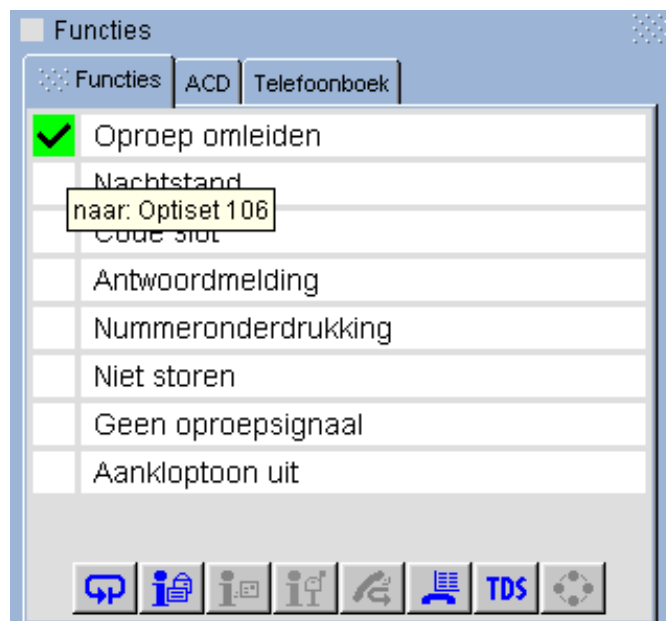 Functies
Functies ACD Telefoonboek
Oproep omleiden
Nachtstand
naar: Optiset 106
Code slot
Antwoordmelding
Nummeronderdrukking
Niet storen
Geen oproepsignaal
Aankloptoon uit
TDS